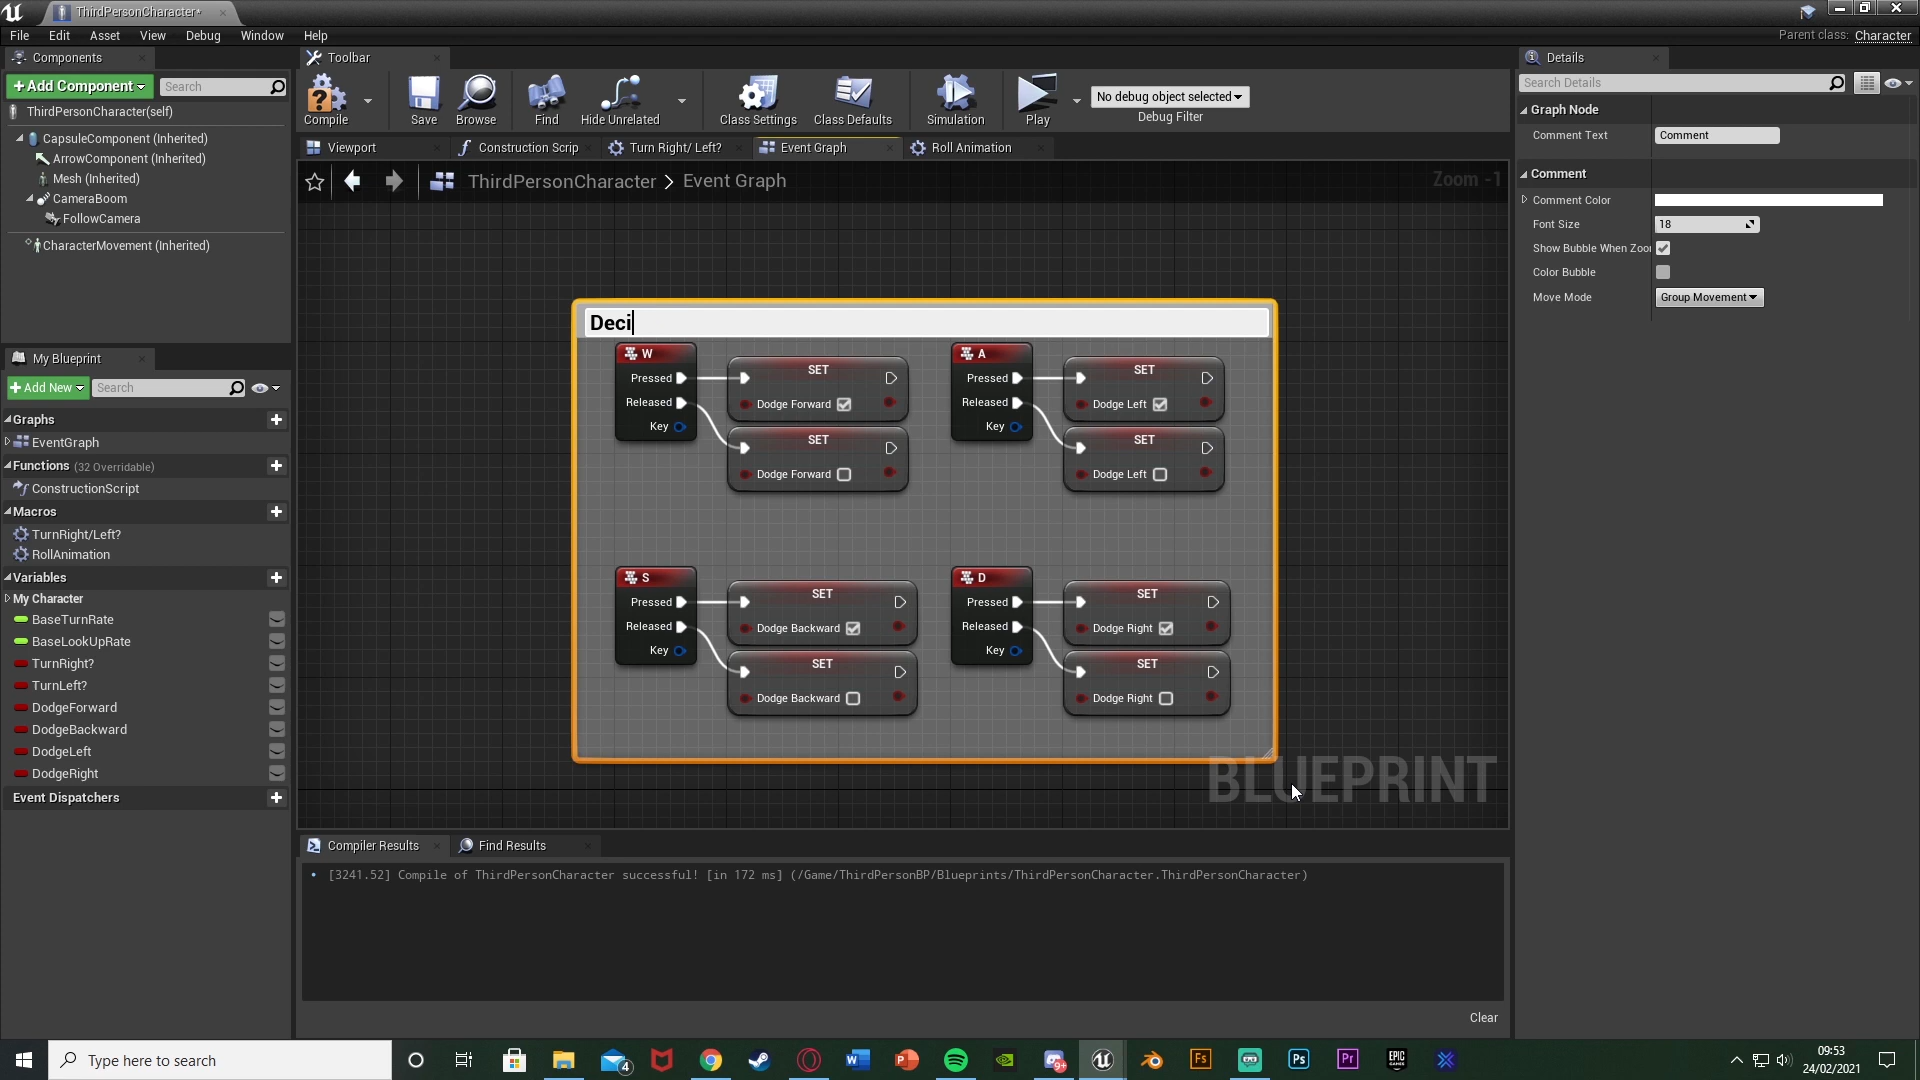 ThirdPersonCharacter*
File Edit Asset View Debug Window Help
Parent class: Character
Components
Toolbar
Details
+Add Component
Search
ThirdPersonCharacter(self)
CapsuleComponent (Inherited)
ArrowComponent (Inherited)
Mesh (Inherited)
CameraBoom
FollowCamera
CharacterMovement (Inherited)
Compile
Save
Browse
Find
Hide Unrelated
Class Settings
Class Defaults
Simulation
Play
No debug object selected
Debug Filter
Viewport
Construction Scrip
Turn Right/ Left?
Event Graph
Roll Animation
ThirdPersonCharacter > Event Graph
Zoom -1
Deci
W
Pressed
Released
Key
SET
Dodge Forward
SET
Dodge Forward
A
Pressed
Released
Key
SET
Dodge Left
SET
Dodge Left
S
Pressed
Released
Key
SET
Dodge Backward
SET
Dodge Backward
D
Pressed
Released
Key
SET
Dodge Right
SET
Dodge Right
BLUEPRINT
My Blueprint
+Add New
Search
Graphs
EventGraph
Functions (32 Overridable)
ConstructionScript
Macros
TurnRight/Left?
RollAnimation
Variables
My Character
BaseTurnRate
BaseLookUpRate
TurnRight?
TurnLeft?
DodgeForward
DodgeBackward
DodgeLeft
DodgeRight
Event Dispatchers
Compiler Results
Find Results
[3241.52] Compile of ThirdPersonCharacter successful! [in 172 ms] (/Game/ThirdPersonBP/Blueprints/ThirdPersonCharacter.ThirdPersonCharacter)
Clear
Search Details
Graph Node
Comment Text
Comment
Comment
Comment Color
Font Size
18
Show Bubble When Zoo
Color Bubble
Move Mode
Group Movement
Type here to search
4
W
P
9+
Fs
Ps
Pr
EPIC GAMES
09:53
24/02/2021